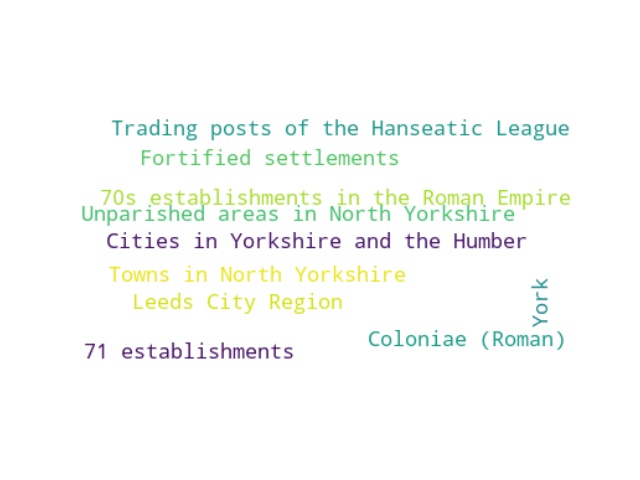 Trading posts of the Hanseatic League
Fortified settlements
70s establishments in the Roman Empire
Unparished areas in North Yorkshire
Cities in Yorkshire and the Humber
Towns in North Yorkshire
Leeds City Region
York
Coloniae (Roman)
71 establishments